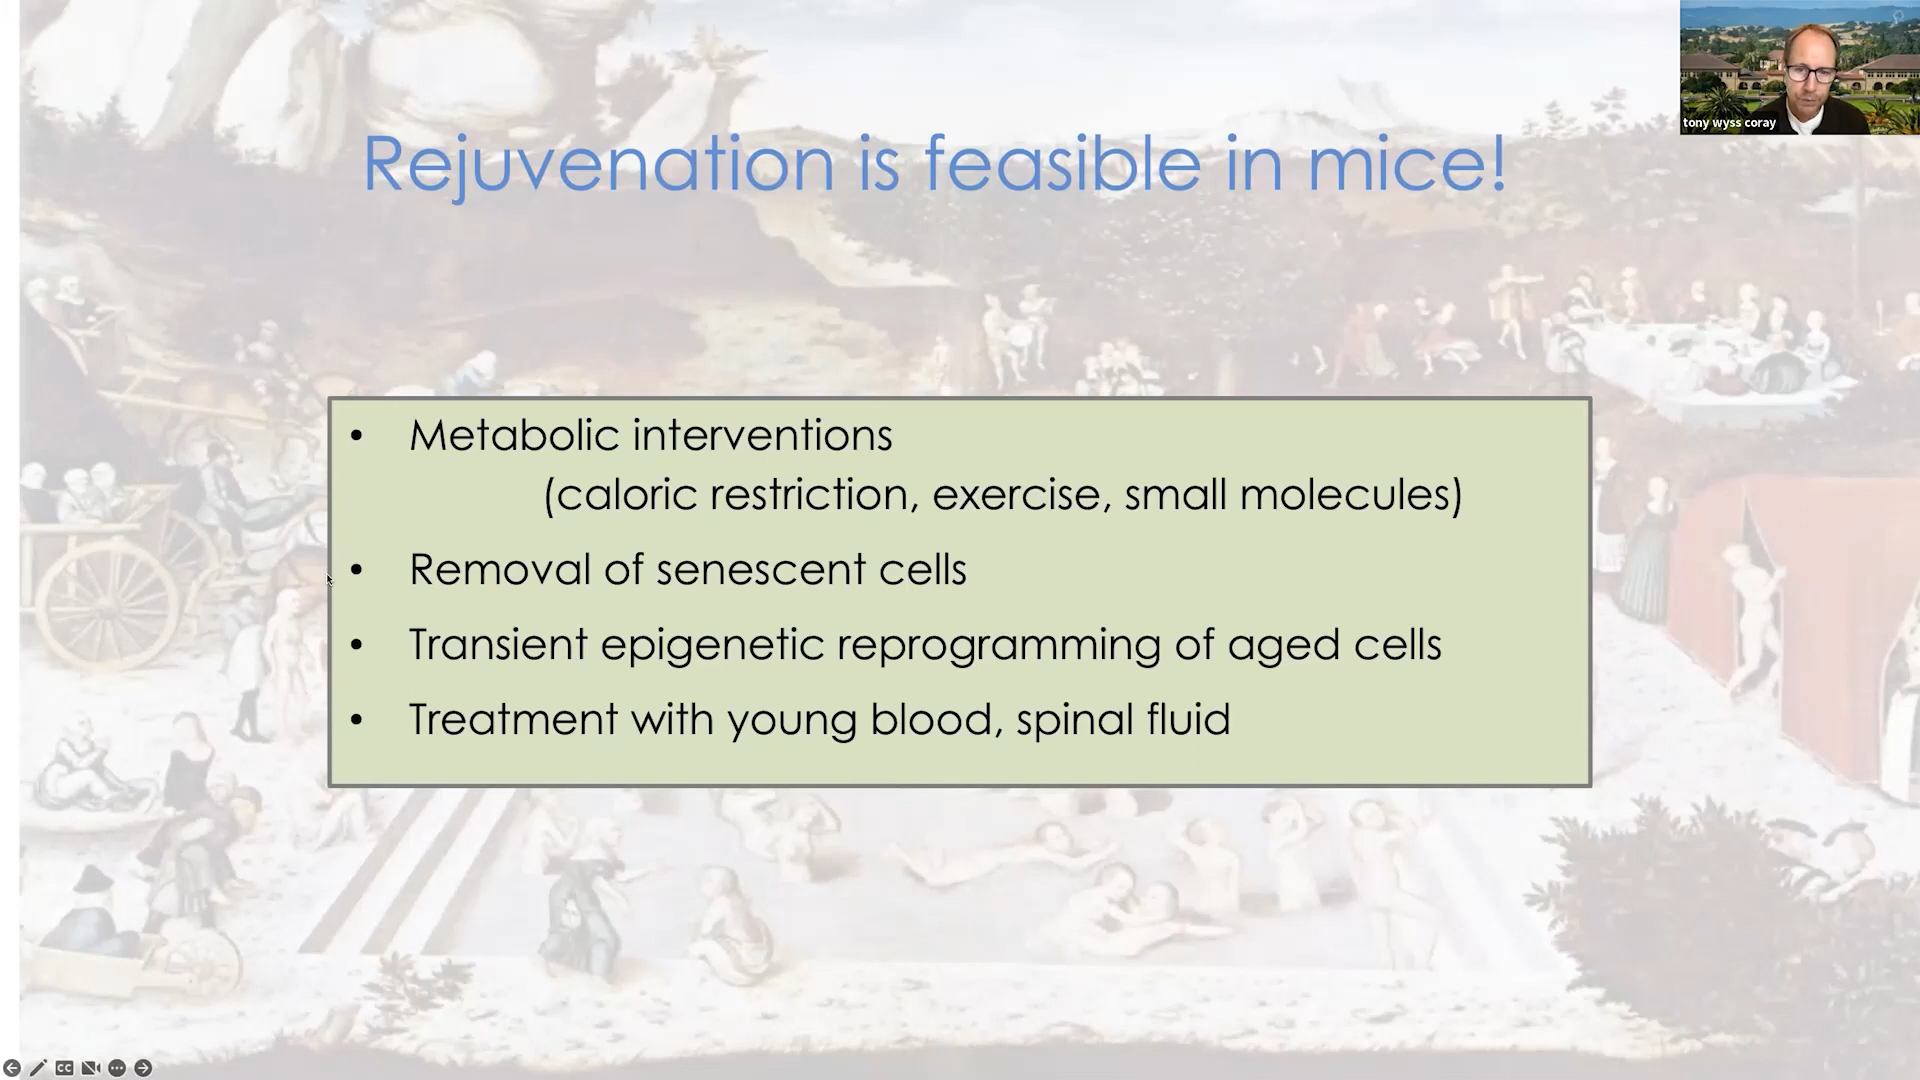 tony wyss coray
Rejuvenation is feasible in mice!
• Metabolic interventions
(caloric restriction, exercise, small molecules)
• Removal of senescent cells
• Transient epigenetic reprogramming of aged cells
• Treatment with young blood, spinal fluid
CC